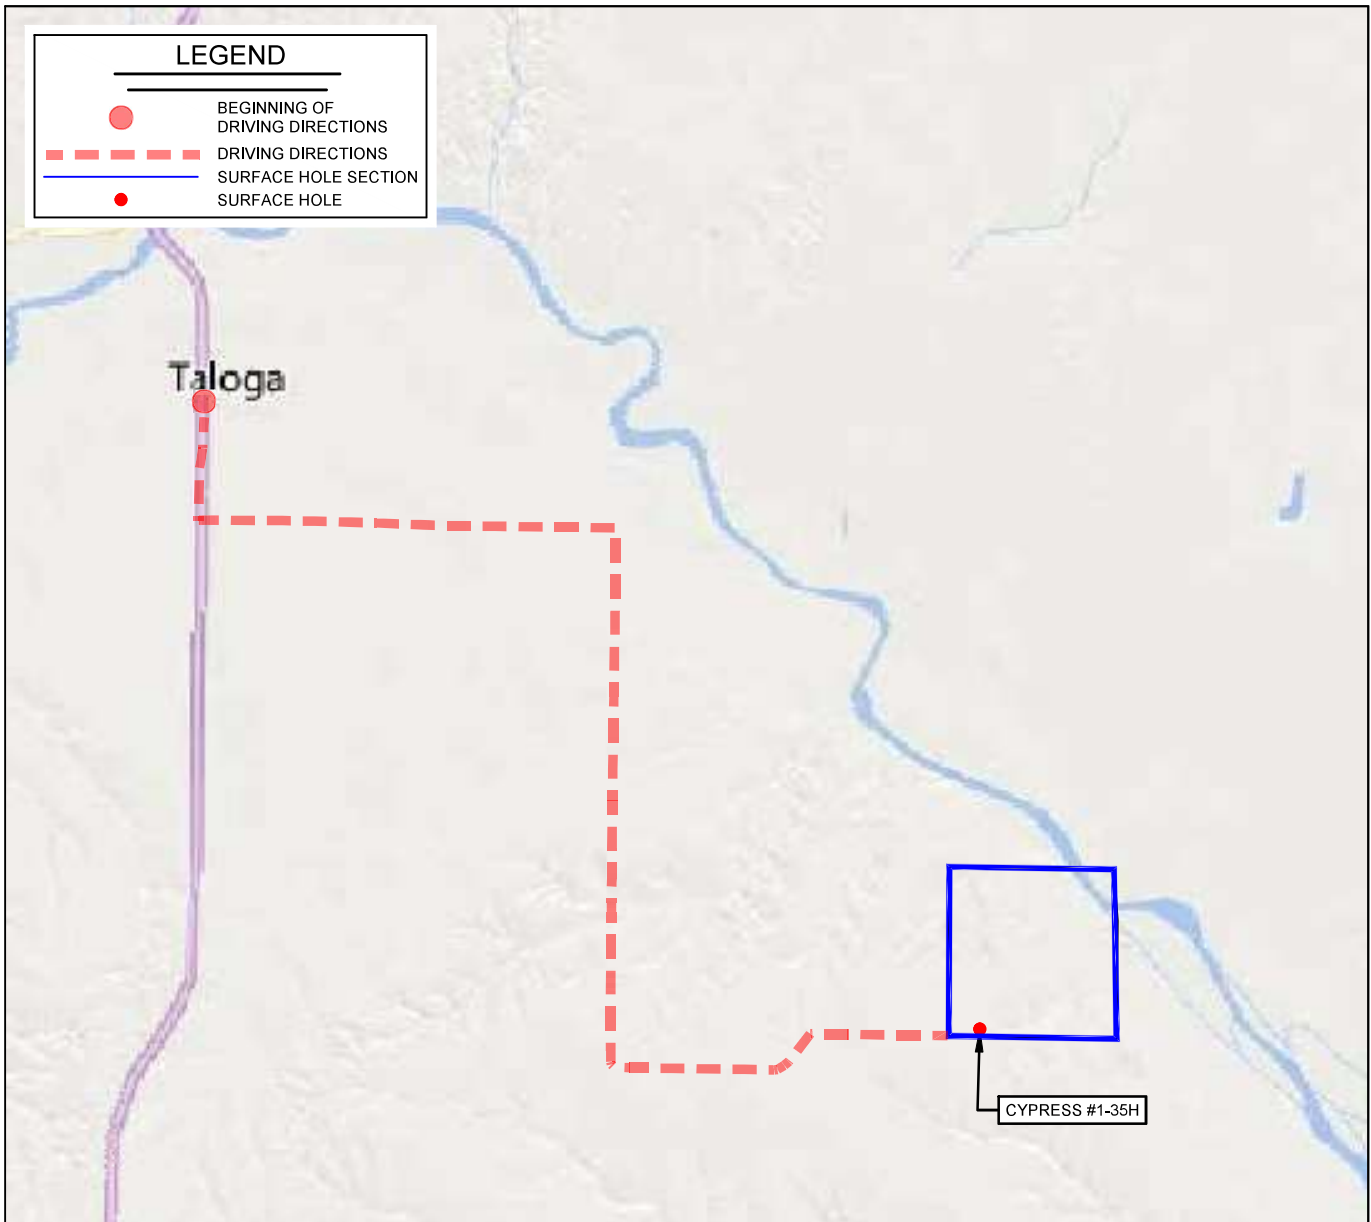 LEGEND
BEGINNING OF
DRIVING DIRECTIONS
DRIVING DIRECTIONS
SURFACE HOLE SECTION
SURFACE HOLE
Taloga
CYPRESS #1-35H